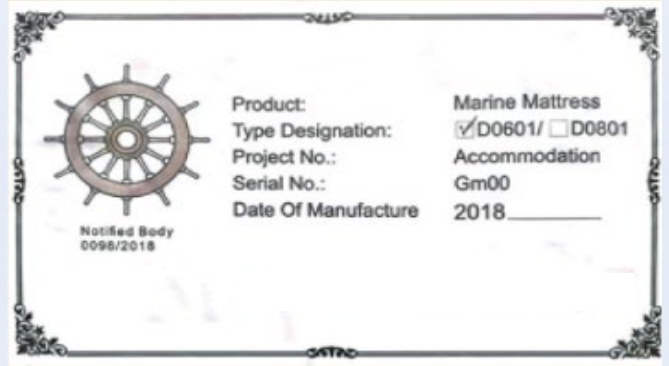 Product: Marine Mattress
Type Designation: ☑D0601/ ☐D0801
Project No.: Accommodation
Serial No.: Gm00
Date Of Manufacture 2018________
Notified Body
0098/2018